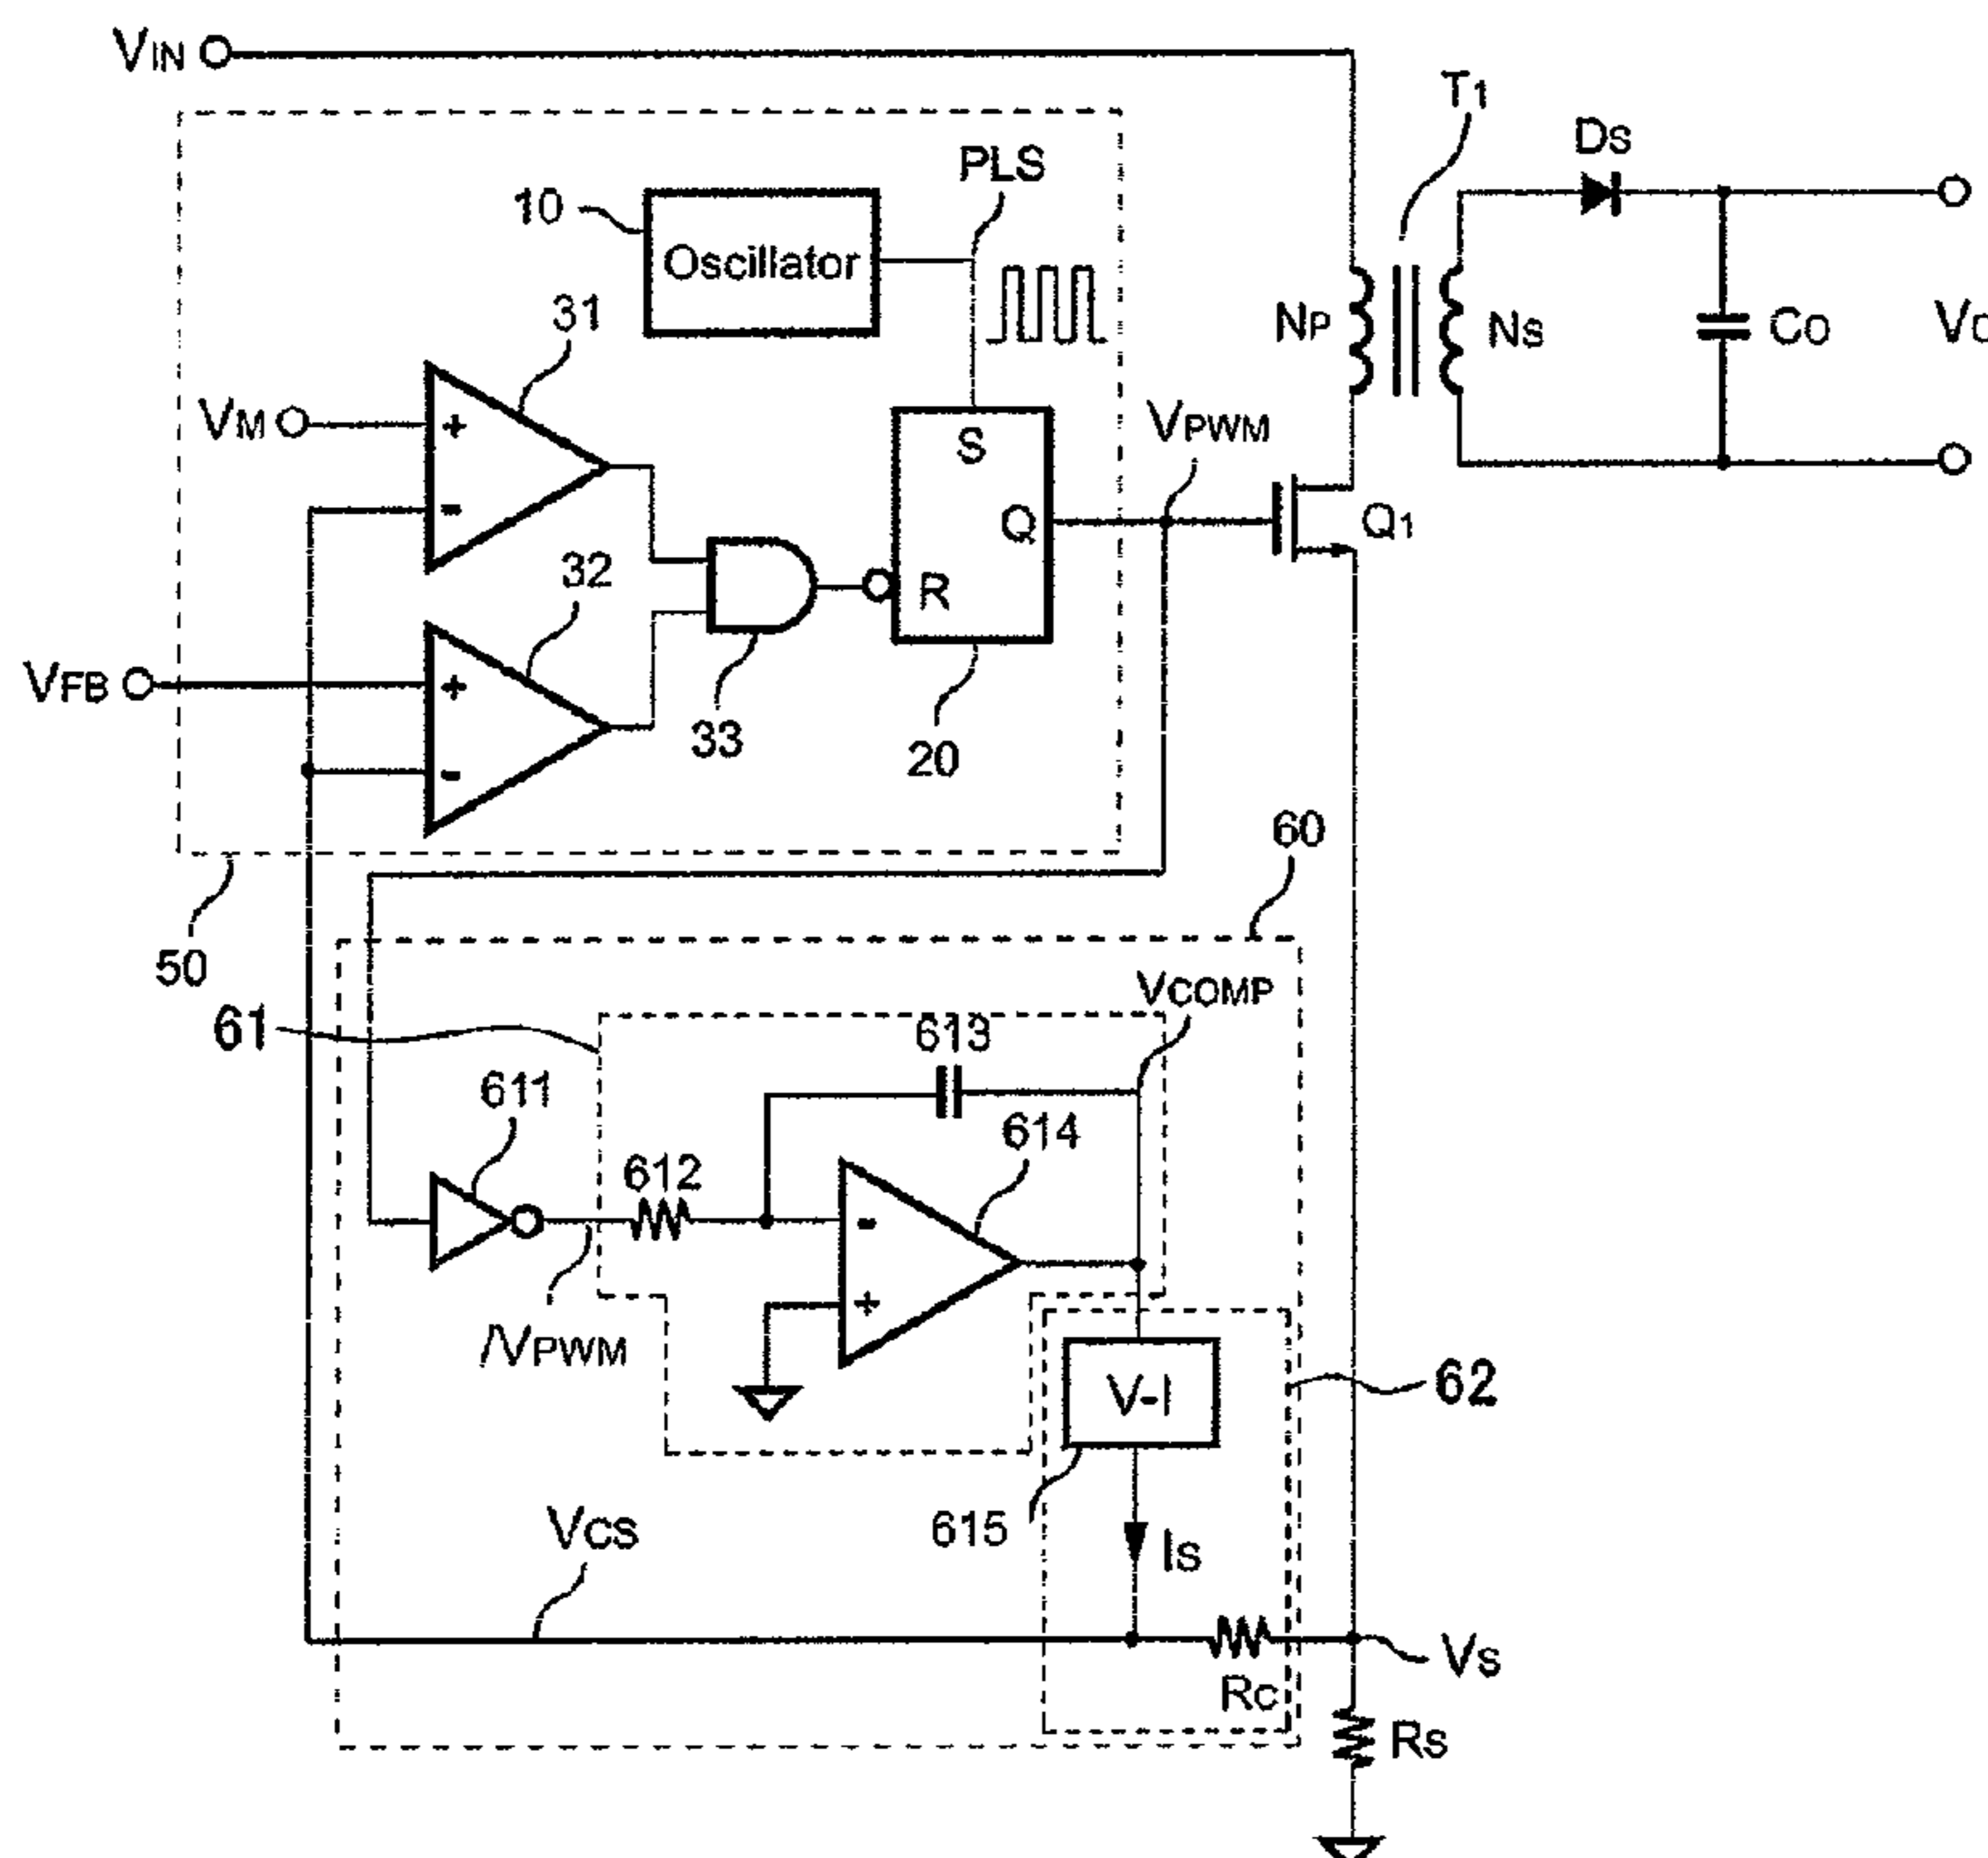 VIN
T1
DS
PLS
10
Oscillator
31
NP
NS
CO
VO
VM
+
-
S
Q
R
VPWM
Q1
32
VFB
+
-
33
20
60
50
61
VCOMP
613
611
614
612
-
+
/VPWM
V-I
62
615
IS
VCS
RC
VS
RS